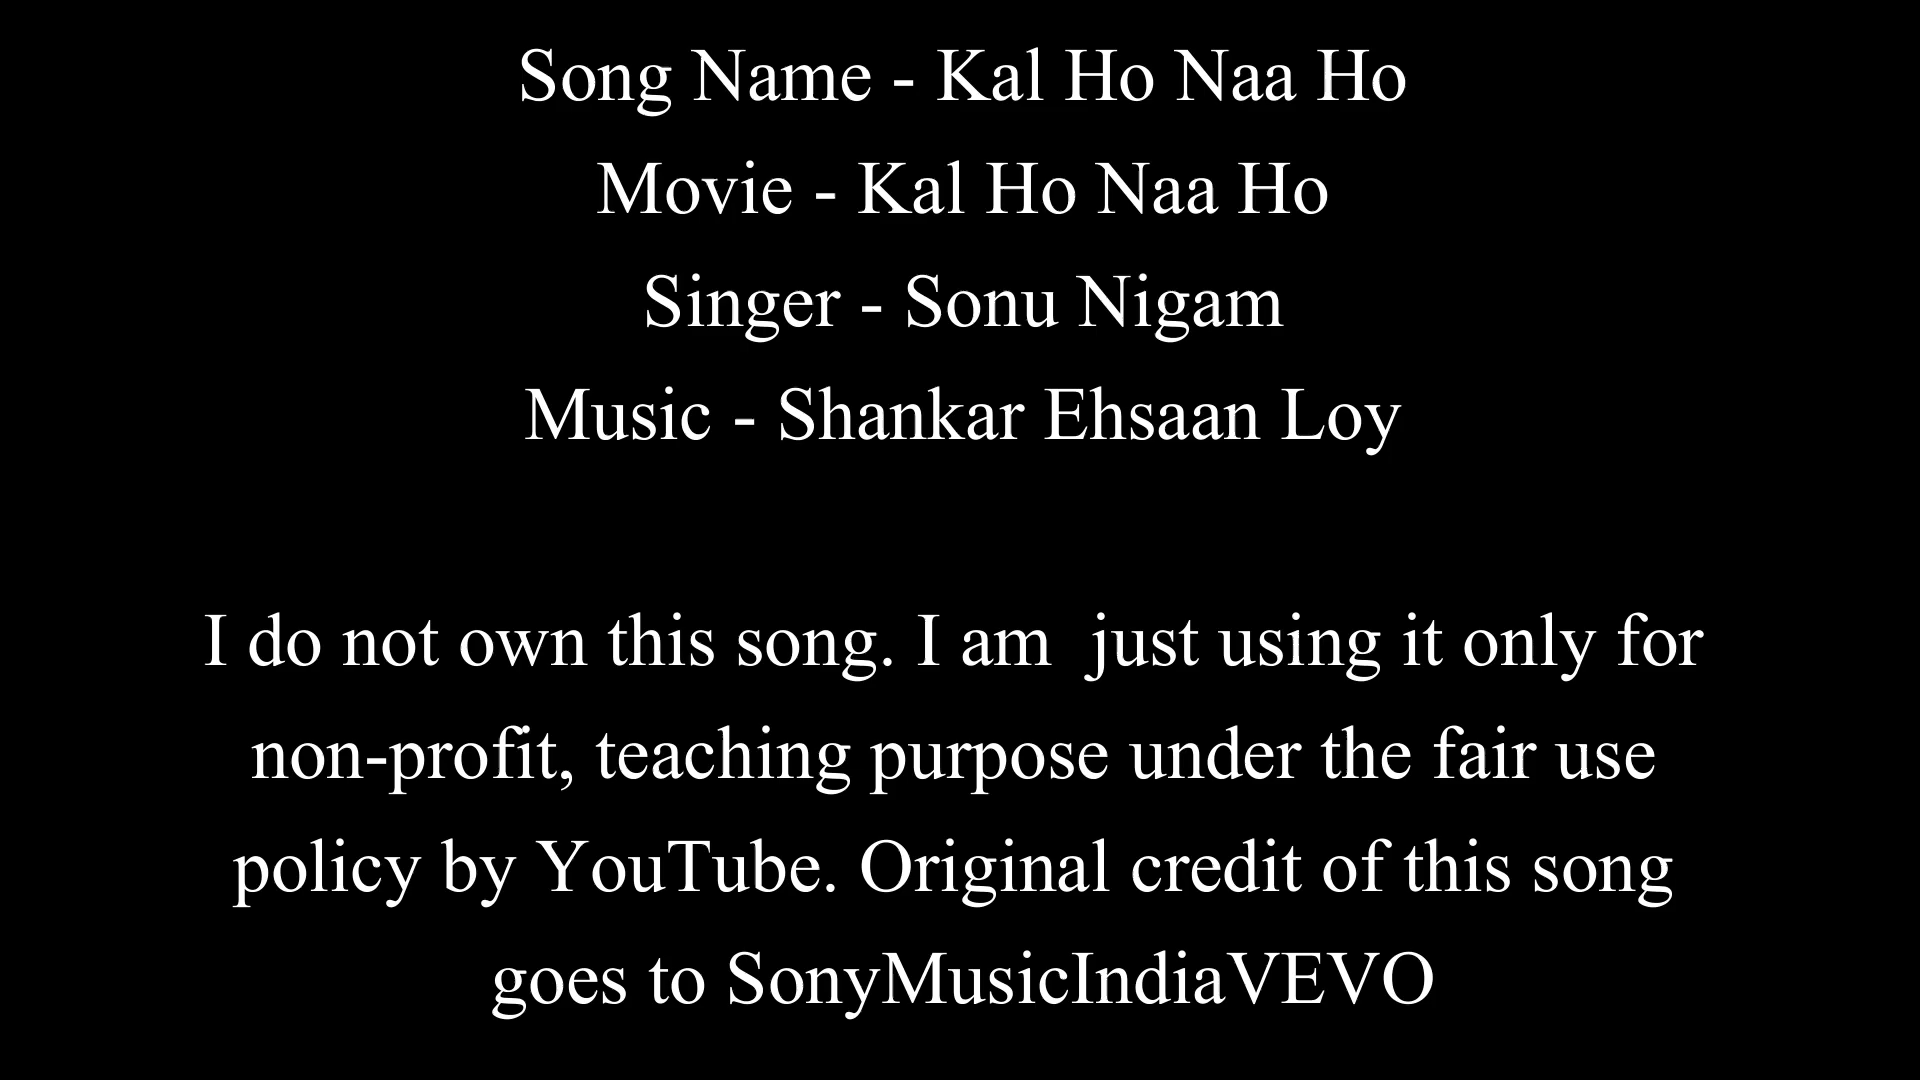 Song Name - Kal Ho Naa Ho
Movie - Kal Ho Naa Ho
Singer - Sonu Nigam
Music - Shankar Ehsaan Loy
I do not own this song. I am  just using it only for
non-profit, teaching purpose under the fair use
policy by YouTube. Original credit of this song
goes to SonyMusicIndiaVEVO